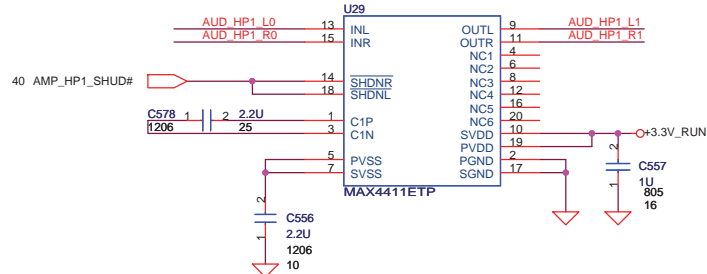 U29
AUD_HP1_L0 13 INL OUTL 9 AUD_HP1_L1
AUD_HP1_R0 15 INR OUTR 11 AUD_HP1_R1
NC1 4
NC2 6
40 AMP_HP1_SHUD# 14 SHDNR NC3 8
18 SHDNL NC4 12
NC5 16
C578 1 2 2.2U 1 C1P NC6 20
1206 25 3 C1N SVDD 10 +3.3V_RUN
PVDD 19
5 PVSS PGND 2 2 C557
7 SVSS SGND 17 1U
MAX4411ETP 1 805
16
2 C556
2.2U
1 1206
10